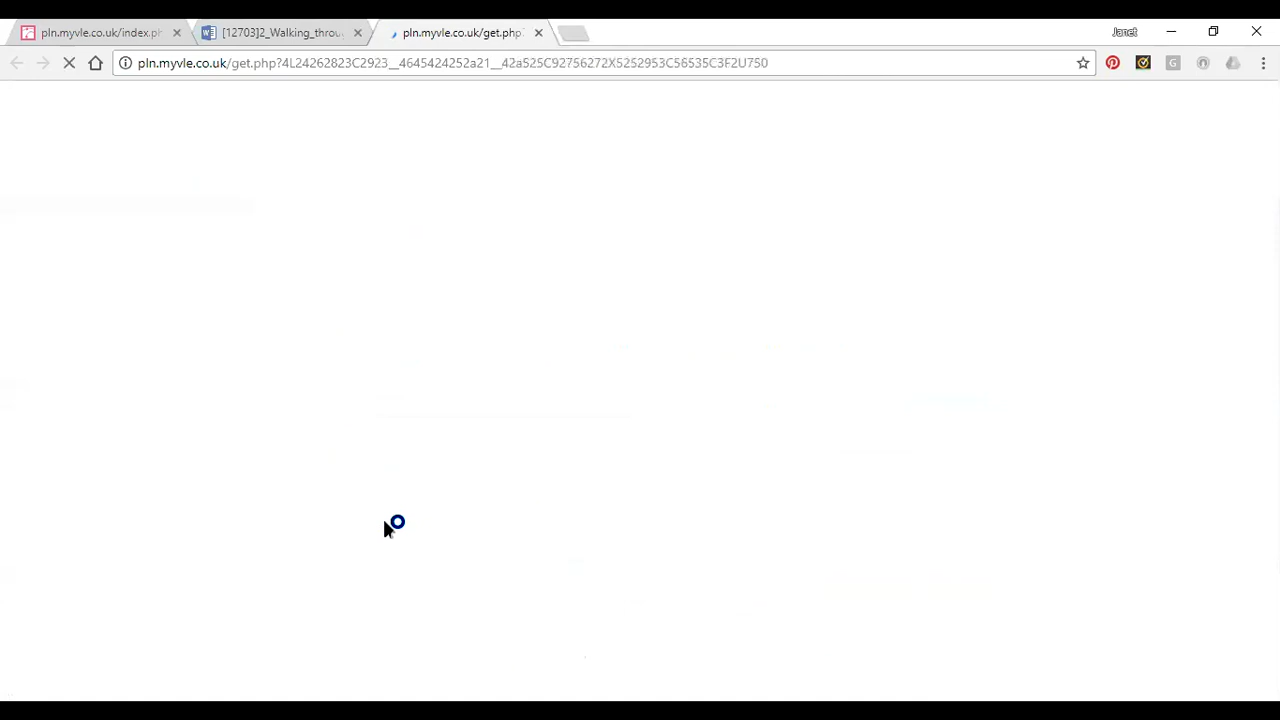 pln.myvle.co.uk/index.ph
[12703]2_Walking_throu
pln.myvle.co.uk/get.php?
Janet
pln.myvle.co.uk/get.php?4L24262823C2923__4645424252a21__42a525C92756272X5252953C56535C3F2U750